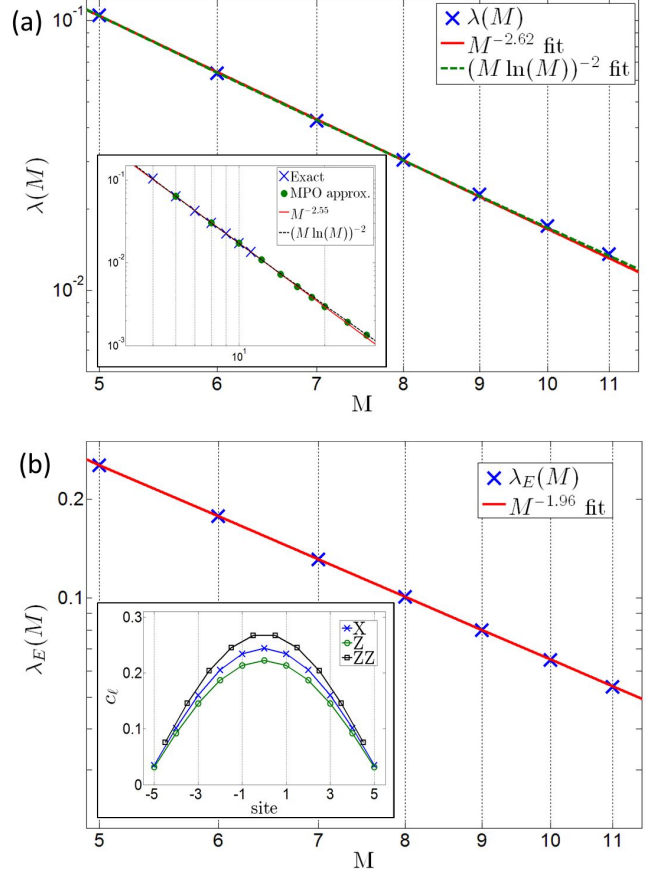 (a)
10^{-1}
λ(M)
M^{-2.62} fit
(M ln(M))^{-2} fit
λ(M)
10^{-1}
10^{-2}
10^{-3}
10^1
Exact
MPO approx.
M^{-2.55}
(M ln(M))^{-2}
10^{-2}
5 6 7 8 9 10 11
M
(b)
λ_E(M)
M^{-1.96} fit
0.2
0.1
λ_E(M)
0.3
0.2
0.1
0
c_ℓ
X
Z
ZZ
-5 -3 -1 1 3 5
site
5 6 7 8 9 10 11
M